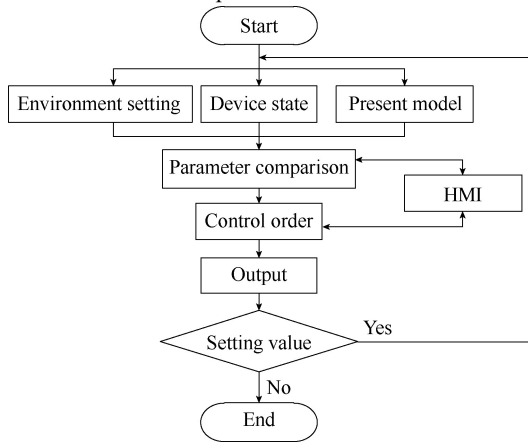 Start
Environment setting
Device state
Present model
Parameter comparison
HMI
Control order
Output
Setting value
Yes
No
End